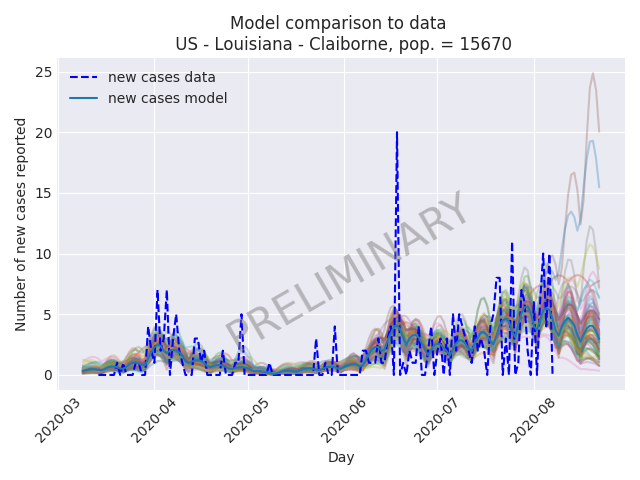 Model comparison to data
US - Louisiana - Claiborne, pop. = 15670
25
20
15
10
5
0
Number of new cases reported
new cases data
new cases model
PRELIMINARY
2020-03
2020-04
2020-05
2020-06
2020-07
2020-08
Day